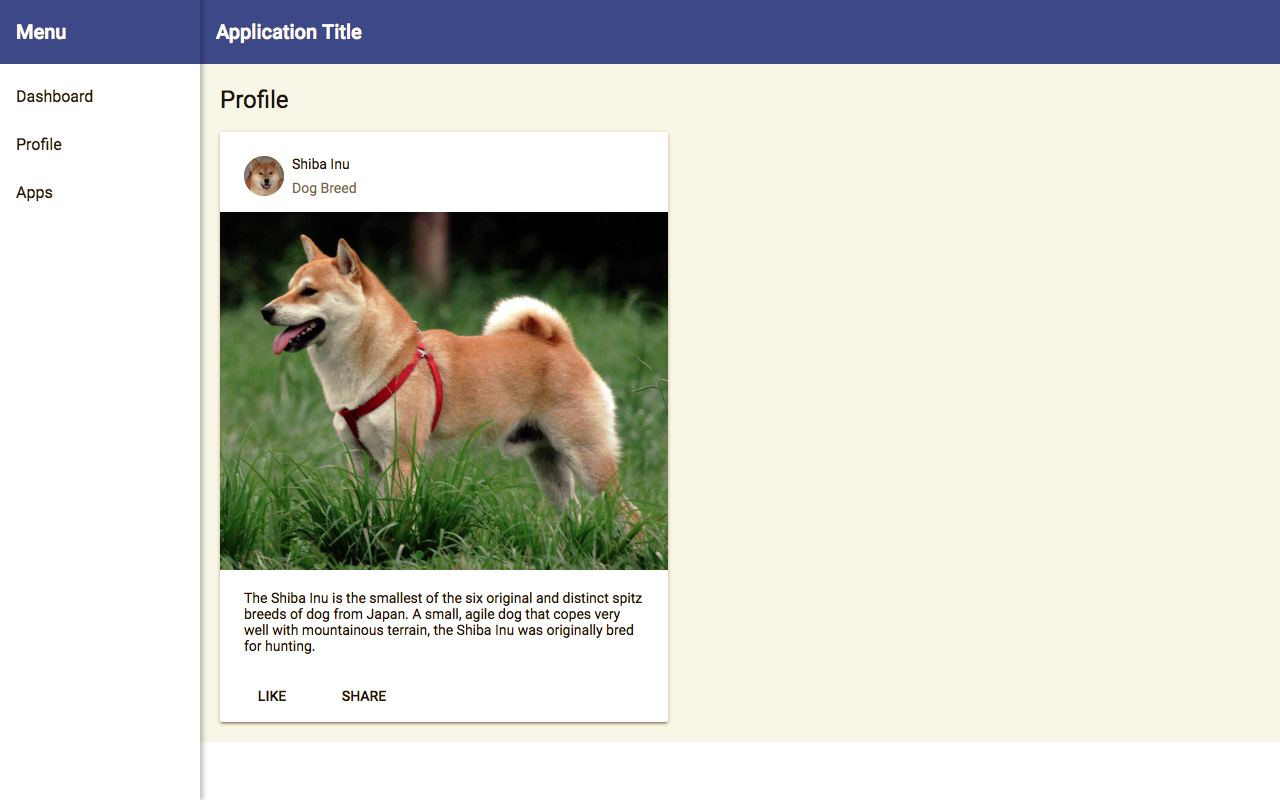 Menu
Application Title
Dashboard
Profile
Apps
Profile
Shiba Inu
Dog Breed
The Shiba Inu is the smallest of the six original and distinct spitz
breeds of dog from Japan. A small, agile dog that copes very
well with mountainous terrain, the Shiba Inu was originally bred
for hunting.
LIKE
SHARE